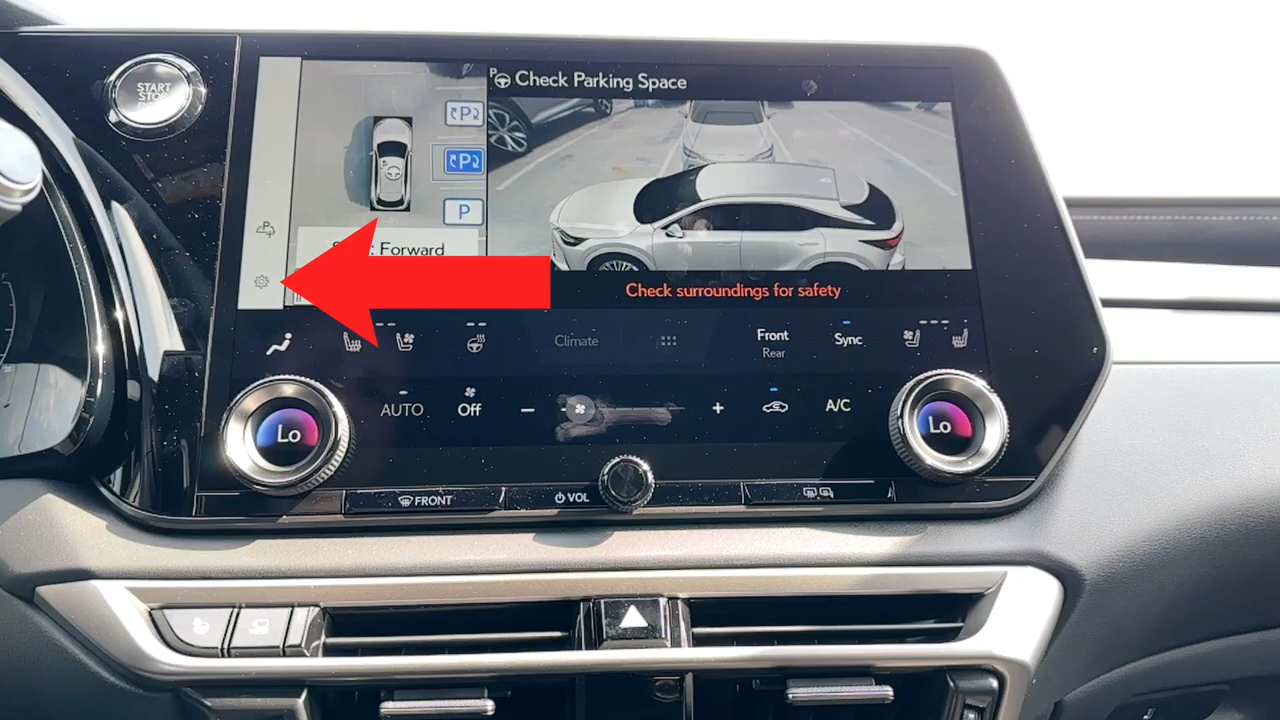 START
STOP
P Check Parking Space
P
P
P
Forward
Check surroundings for safety
Climate
Front
Rear
Sync
AUTO
Off
A/C
Lo
Lo
FRONT
VOL
F